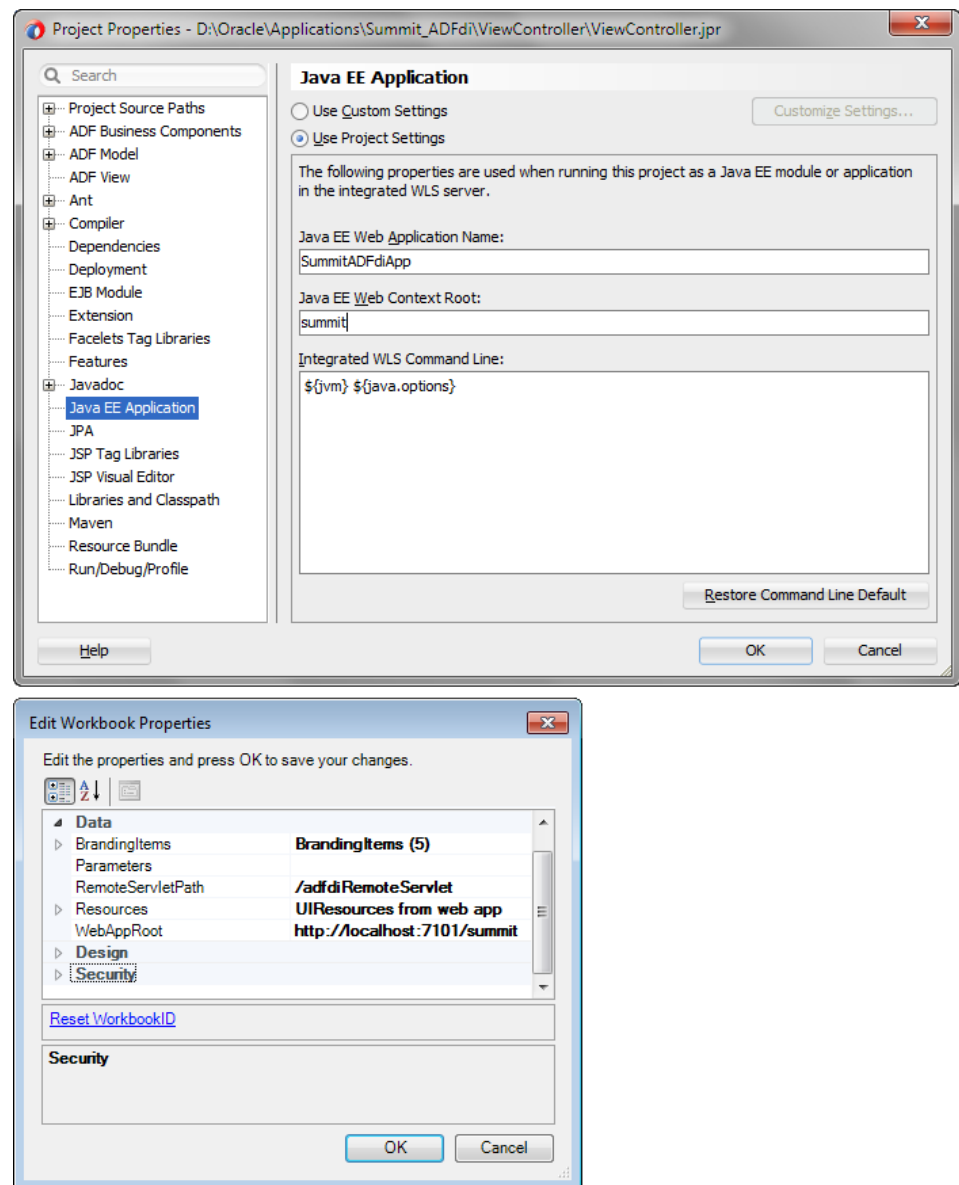 Project Properties - D:\Oracle\Applications\Summit_ADFdi\ViewController\ViewController.jpr
Search
Project Source Paths
ADF Business Components
ADF Model
ADF View
Ant
Compiler
Dependencies
Deployment
EJB Module
Extension
Facelets Tag Libraries
Features
Javadoc
Java EE Application
JPA
JSP Tag Libraries
JSP Visual Editor
Libraries and Classpath
Maven
Resource Bundle
Run/Debug/Profile
Java EE Application
Use Custom Settings
Customize Settings...
Use Project Settings
The following properties are used when running this project as a Java EE module or application
in the integrated WLS server.
Java EE Web Application Name:
SummitADFdiApp
Java EE Web Context Root:
summit
Integrated WLS Command Line:
${jvm} ${java.options}
Restore Command Line Default
Help
OK
Cancel
Edit Workbook Properties
Edit the properties and press OK to save your changes.
Data
BrandingItems BrandingItems (5)
Parameters
RemoteServletPath /adfdiRemoteServlet
Resources UIResources from web app
WebAppRoot http://localhost:7101/summit
Design
Security
Reset WorkbookID
Security
OK
Cancel